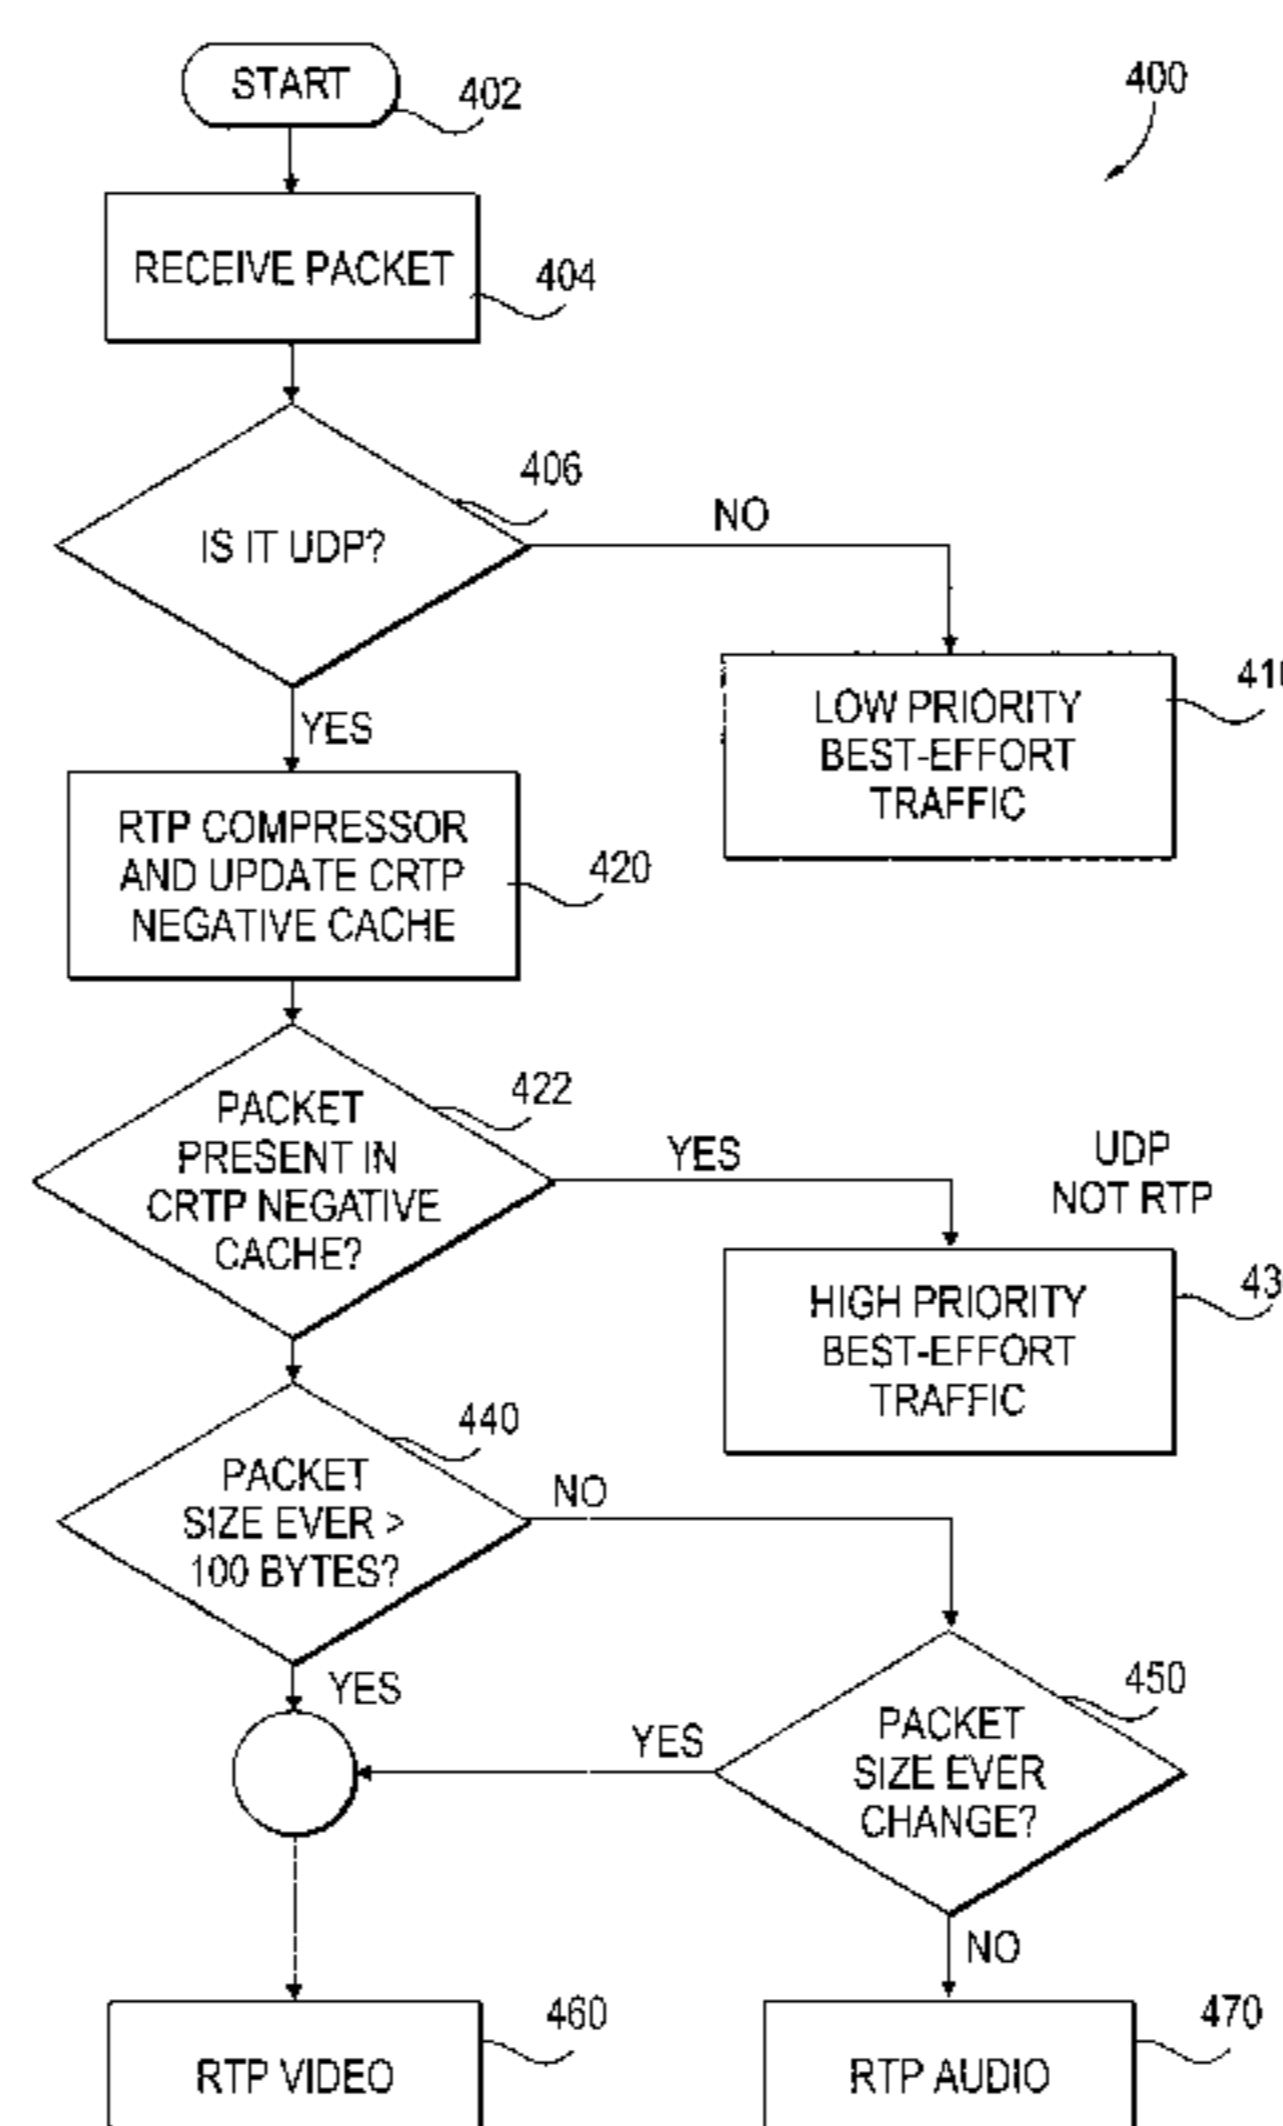 START
402
400
RECEIVE PACKET
404
406
IS IT UDP?
NO
YES
LOW PRIORITY
BEST-EFFORT
TRAFFIC
RTP COMPRESSOR
AND UPDATE CRTP
NEGATIVE CACHE
420
422
PACKET
PRESENT IN
CRTP NEGATIVE
CACHE?
YES
UDP
NOT RTP
HIGH PRIORITY
BEST-EFFORT
TRAFFIC
440
PACKET
SIZE EVER >
100 BYTES?
NO
YES
450
PACKET
SIZE EVER
CHANGE?
YES
NO
460
RTP VIDEO
470
RTP AUDIO